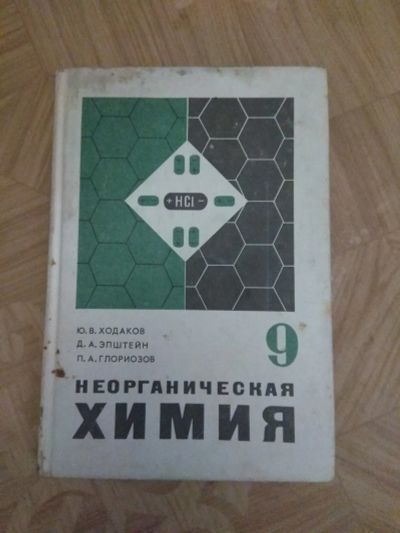 + HCl -
Ю. В. ХОДАКОВ
Д. А. ЭПШТЕЙН
П. А. ГЛОРИОЗОВ
9
НЕОРГАНИЧЕСКАЯ
ХИМИЯ